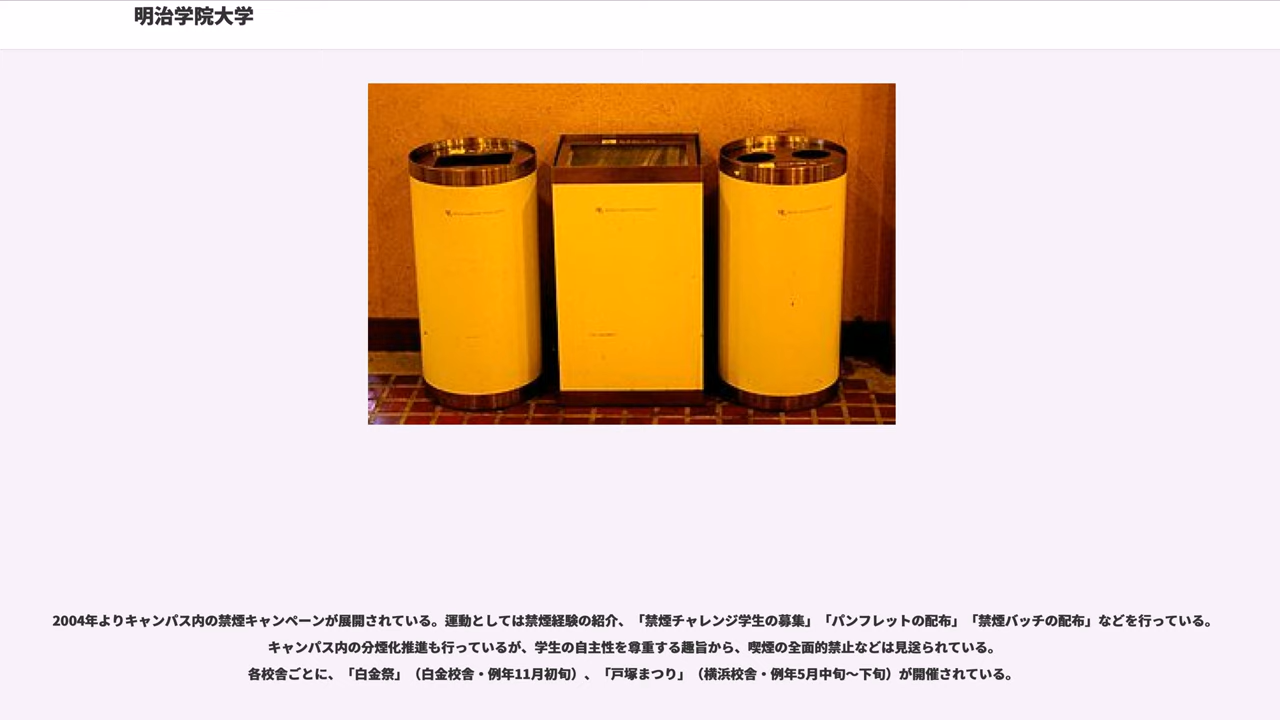 明治学院大学
2004年よりキャンパス内の禁煙キャンペーンが展開されている。運動としては禁煙経験の紹介、「禁煙チャレンジ学生の募集」「パンフレットの配布」「禁煙バッチの配布」などを行っている。
キャンパス内の分煙化推進も行っているが、学生の自主性を尊重する趣旨から、喫煙の全面的禁止などは見送られている。
各校舎ごとに、「白金祭」（白金校舎・例年11月初旬）、「戸塚まつり」（横浜校舎・例年5月中旬〜下旬）が開催されている。